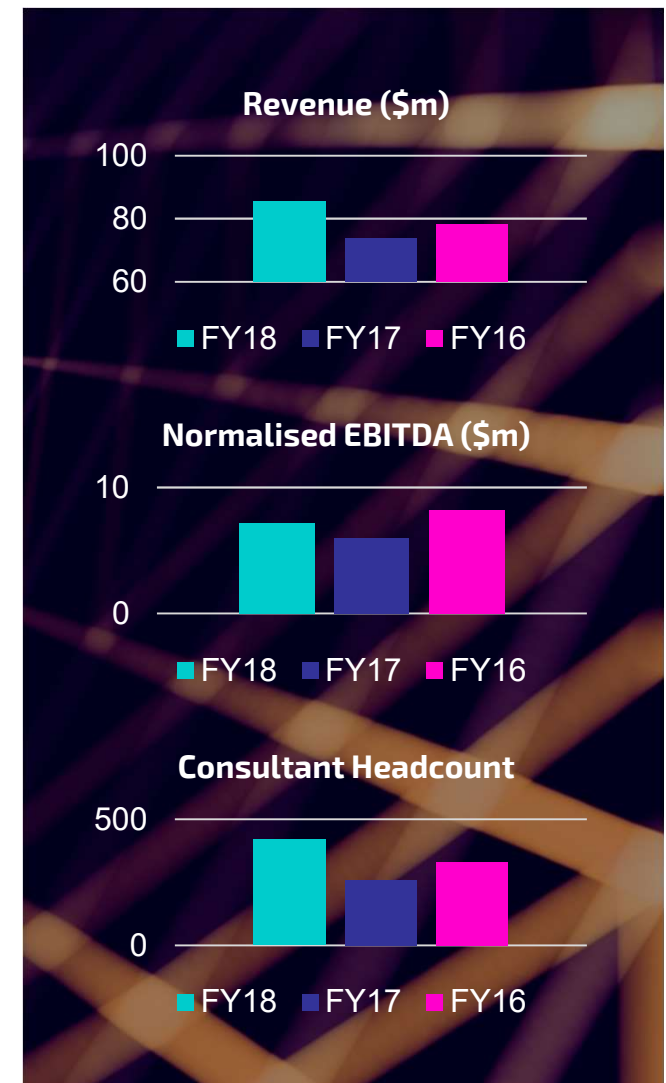 Revenue ($m)
100
80
60
FY18 FY17 FY16
Normalised EBITDA ($m)
10
0
FY18 FY17 FY16
Consultant Headcount
500
0
FY18 FY17 FY16